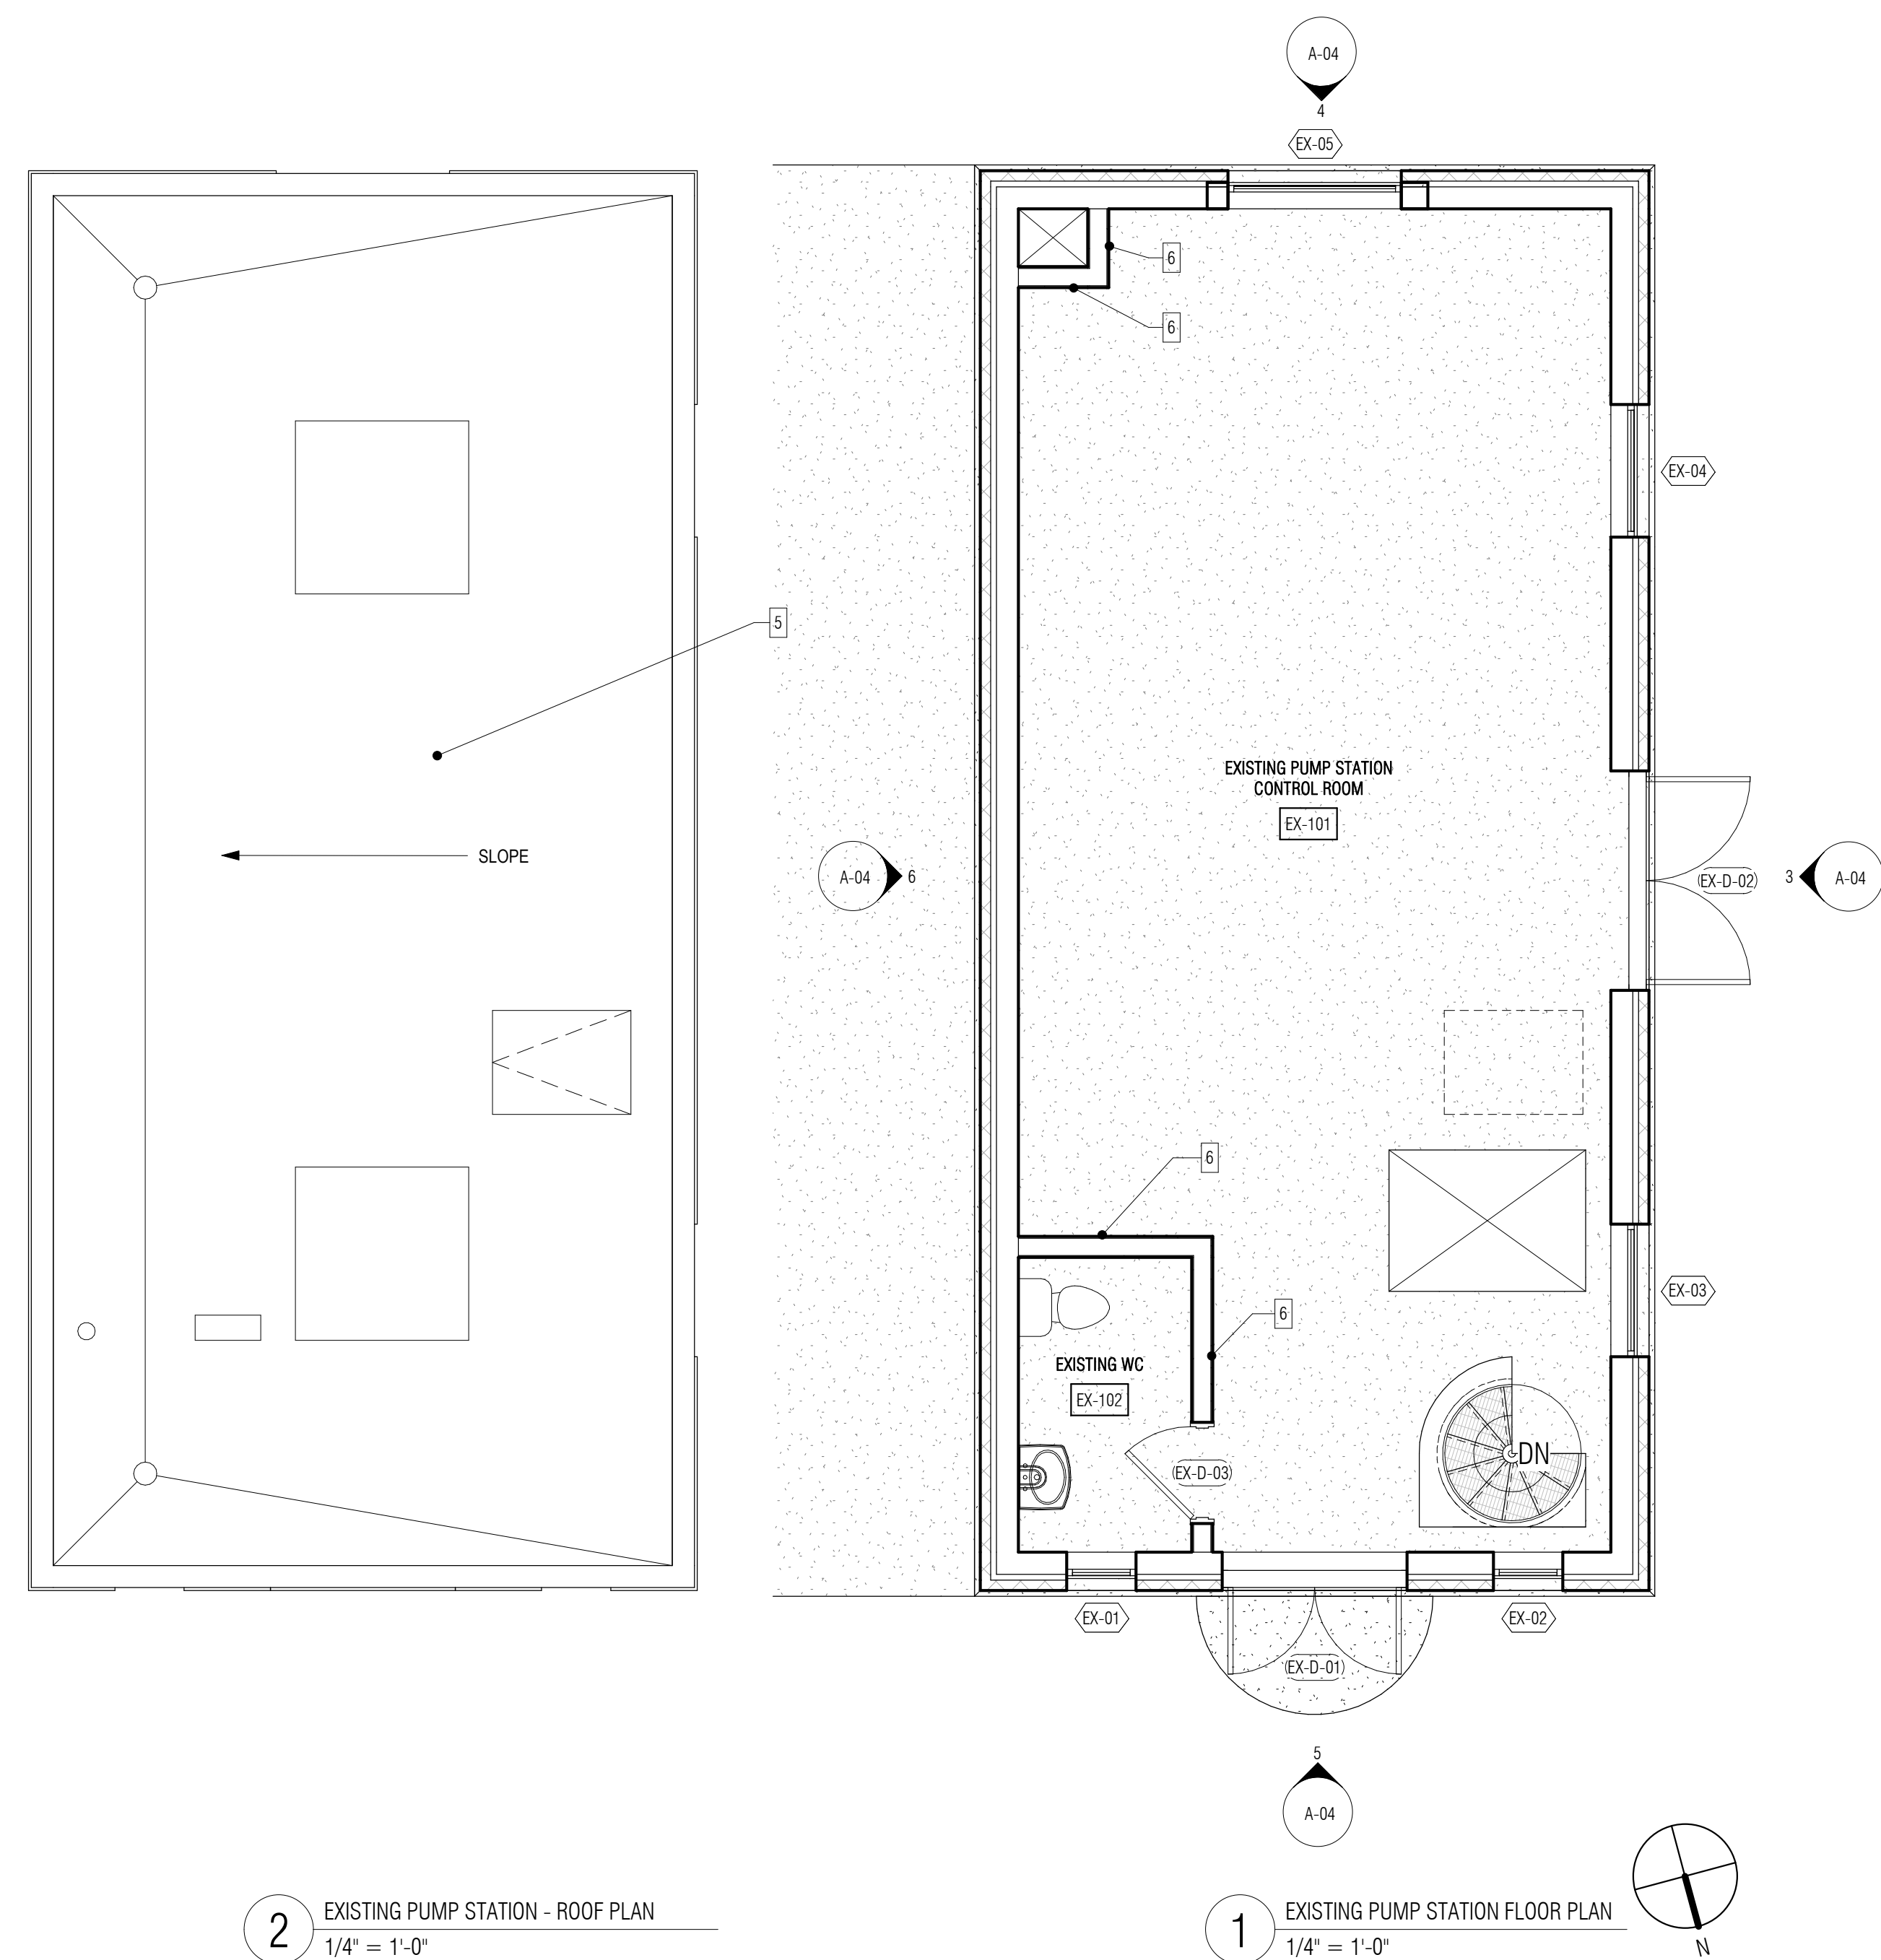 A-04
4
EX-05
6
6
EX-04
5
EXISTING PUMP STATION
CONTROL ROOM
EX-101
SLOPE
A-04
6
EX-D-02
3
A-04
6
EX-03
6
EXISTING WC
EX-102
DN
EX-D-03
EX-01
EX-02
EX-D-01
5
A-04
2
EXISTING PUMP STATION - ROOF PLAN
1/4" = 1'-0"
1
EXISTING PUMP STATION FLOOR PLAN
1/4" = 1'-0"
N